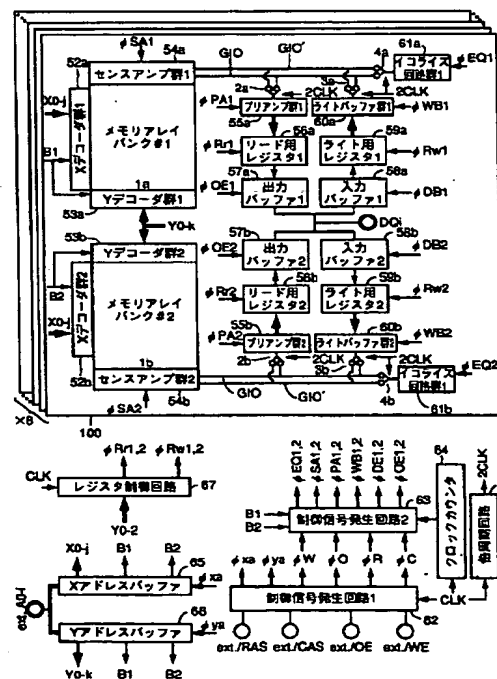 φSA1
54a
GIO
GIO'
4a
61a
52a
センスアンプ群1
イコライズ
回路群1
φEQ1
2a
2CLK
3a
2CLK
X0-j
Xデコーダ群1
φPA1
プリアンプ群1
ライトバッファ群1
φWB1
55a
60a
メモリアレイ
バンク#1
56a
59a
B1
φRr1
リード用
レジスタ1
ライト用
レジスタ1
φRw1
57a
58a
1a
φOE1
出力
バッファ1
入力
バッファ1
φDB1
Yデコーダ群1
53a
Y0-k
DQi
53b
57b
58b
Yデコーダ群2
φOE2
出力
バッファ2
入力
バッファ2
φDB2
56b
59b
B2
Xデコーダ群2
メモリアレイ
バンク#2
φRr2
リード用
レジスタ2
ライト用
レジスタ2
φRw2
X0-j
55b
60b
φPA2
プリアンプ群2
ライトバッファ群2
φWB2
1b
2b
2CLK
3b
2CLK
センスアンプ群2
イコライズ
回路群2
φEQ2
52b
54b
GIO
GIO'
4b
61b
φSA2
×8
100
φRr1,2
φRw1,2
φEQ1,2
φSA1,2
φPA1,2
φWB1,2
φDE1,2
φOE1,2
64
CLK
レジスタ制御回路
67
B1
B2
制御信号発生回路2
63
クロックカウンタ
倍周期回路
2CLK
Y0-2
X0-j
B1
B2
65
φxa
φya
φW
φO
φR
φC
Xアドレスバッファ
φxa
ext.A0-i
66
制御信号発生回路1
CLK
Yアドレスバッファ
φya
62
Y0-k
B1
B2
ext./RAS
ext./CAS
ext./OE
ext./WE